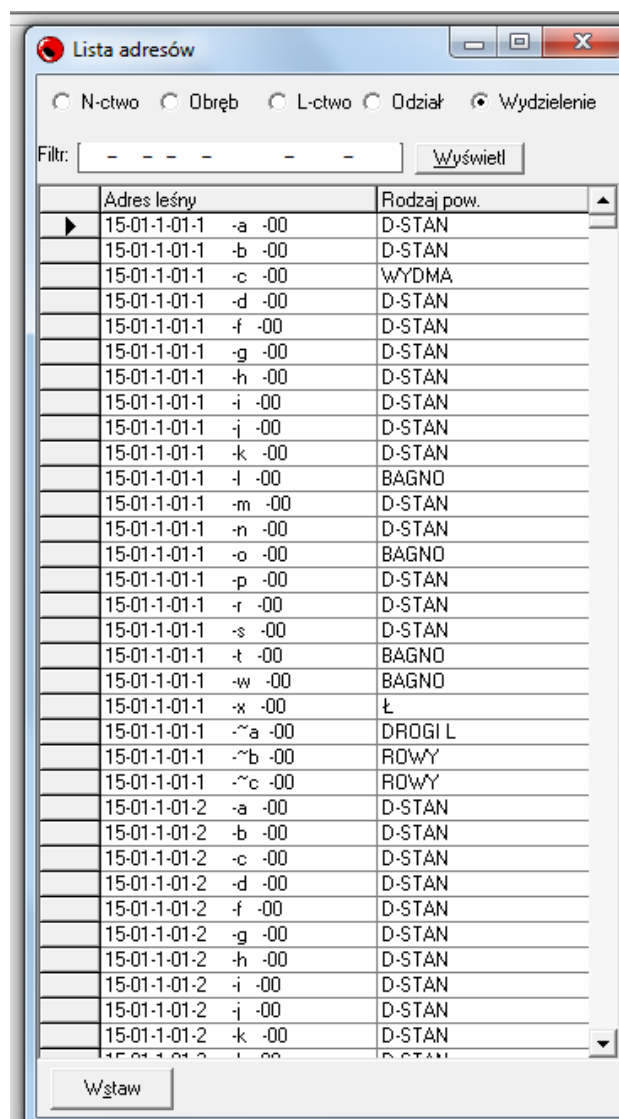 Lista adresów
N-ctwo Obręb L-ctwo Odział Wydzielenie
Filtr: - - - - - - Wyświetl
Adres leśny Rodzaj pow.
15-01-1-01-1 -a -00 D-STAN
15-01-1-01-1 -b -00 D-STAN
15-01-1-01-1 -c -00 WYDMA
15-01-1-01-1 -d -00 D-STAN
15-01-1-01-1 -f -00 D-STAN
15-01-1-01-1 -g -00 D-STAN
15-01-1-01-1 -h -00 D-STAN
15-01-1-01-1 -i -00 D-STAN
15-01-1-01-1 -j -00 D-STAN
15-01-1-01-1 -k -00 D-STAN
15-01-1-01-1 -l -00 BAGNO
15-01-1-01-1 -m -00 D-STAN
15-01-1-01-1 -n -00 D-STAN
15-01-1-01-1 -o -00 BAGNO
15-01-1-01-1 -p -00 D-STAN
15-01-1-01-1 -r -00 D-STAN
15-01-1-01-1 -s -00 D-STAN
15-01-1-01-1 -t -00 BAGNO
15-01-1-01-1 -w -00 BAGNO
15-01-1-01-1 -x -00 Ł
15-01-1-01-1 -~a -00 DROGI L
15-01-1-01-1 -~b -00 ROWY
15-01-1-01-1 -~c -00 ROWY
15-01-1-01-2 -a -00 D-STAN
15-01-1-01-2 -b -00 D-STAN
15-01-1-01-2 -c -00 D-STAN
15-01-1-01-2 -d -00 D-STAN
15-01-1-01-2 -f -00 D-STAN
15-01-1-01-2 -g -00 D-STAN
15-01-1-01-2 -h -00 D-STAN
15-01-1-01-2 -i -00 D-STAN
15-01-1-01-2 -j -00 D-STAN
15-01-1-01-2 -k -00 D-STAN
Wstaw